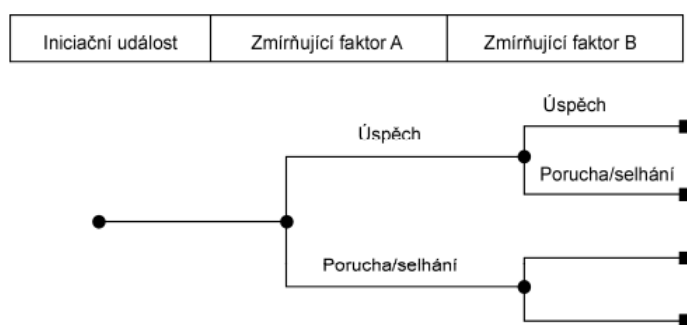 Iniciační událost Zmírňující faktor A Zmírňující faktor B
Úspěch
Úspěch
Porucha/selhání
Porucha/selhání